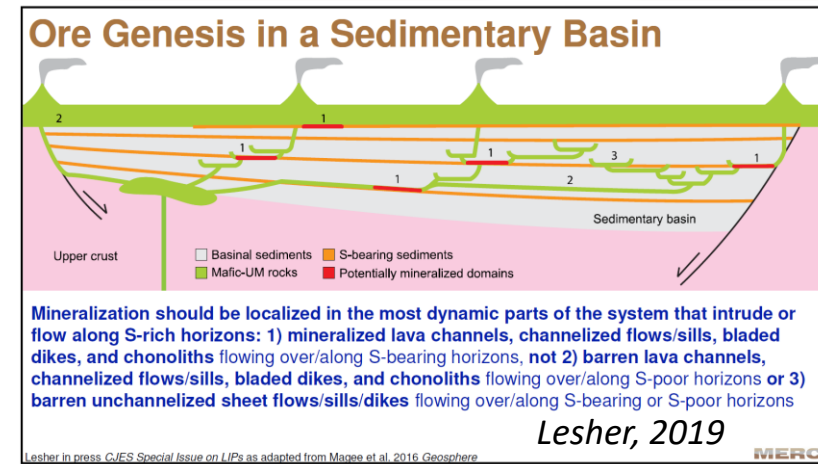 Ore Genesis in a Sedimentary Basin
2
1
1
1
3
1
1
2
Sedimentary basin
Upper crust
Basinal sediments
S-bearing sediments
Mafic-UM rocks
Potentially mineralized domains
Mineralization should be localized in the most dynamic parts of the system that intrude or
flow along S-rich horizons: 1) mineralized lava channels, channelized flows/sills, bladed
dikes, and chonoliths flowing over/along S-bearing horizons, not 2) barren lava channels,
channelized flows/sills, bladed dikes, and chonoliths flowing over/along S-poor horizons or 3)
barren unchannelized sheet flows/sills/dikes flowing over/along S-bearing or S-poor horizons
Lesher, 2019
Lesher in press CJES Special Issue on LIPs as adapted from Magee et al, 2016 Geosphere
MERC